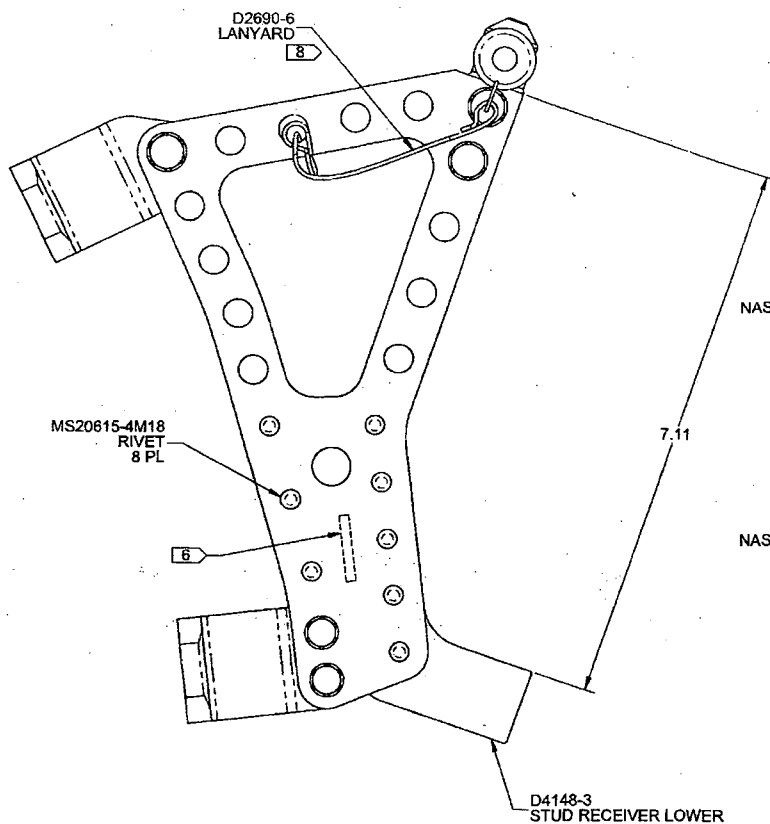 D2690-6
LANYARD
8
NAS
MS20615-4M18
RIVET
8 PL
7.11
6
NAS
D4148-3
STUD RECEIVER LOWER